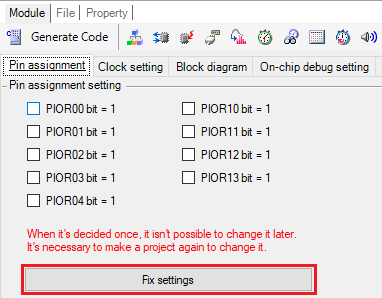 Module File Property
Generate Code
Pin assignment Clock setting Block diagram On-chip debug setting
Pin assignment setting
PIOR00 bit = 1 PIOR10 bit = 1
PIOR01 bit = 1 PIOR11 bit = 1
PIOR02 bit = 1 PIOR12 bit = 1
PIOR03 bit = 1 PIOR13 bit = 1
PIOR04 bit = 1
When it's decided once, it isn't possible to change it later.
It's necessary to make a project again to change it.
Fix settings